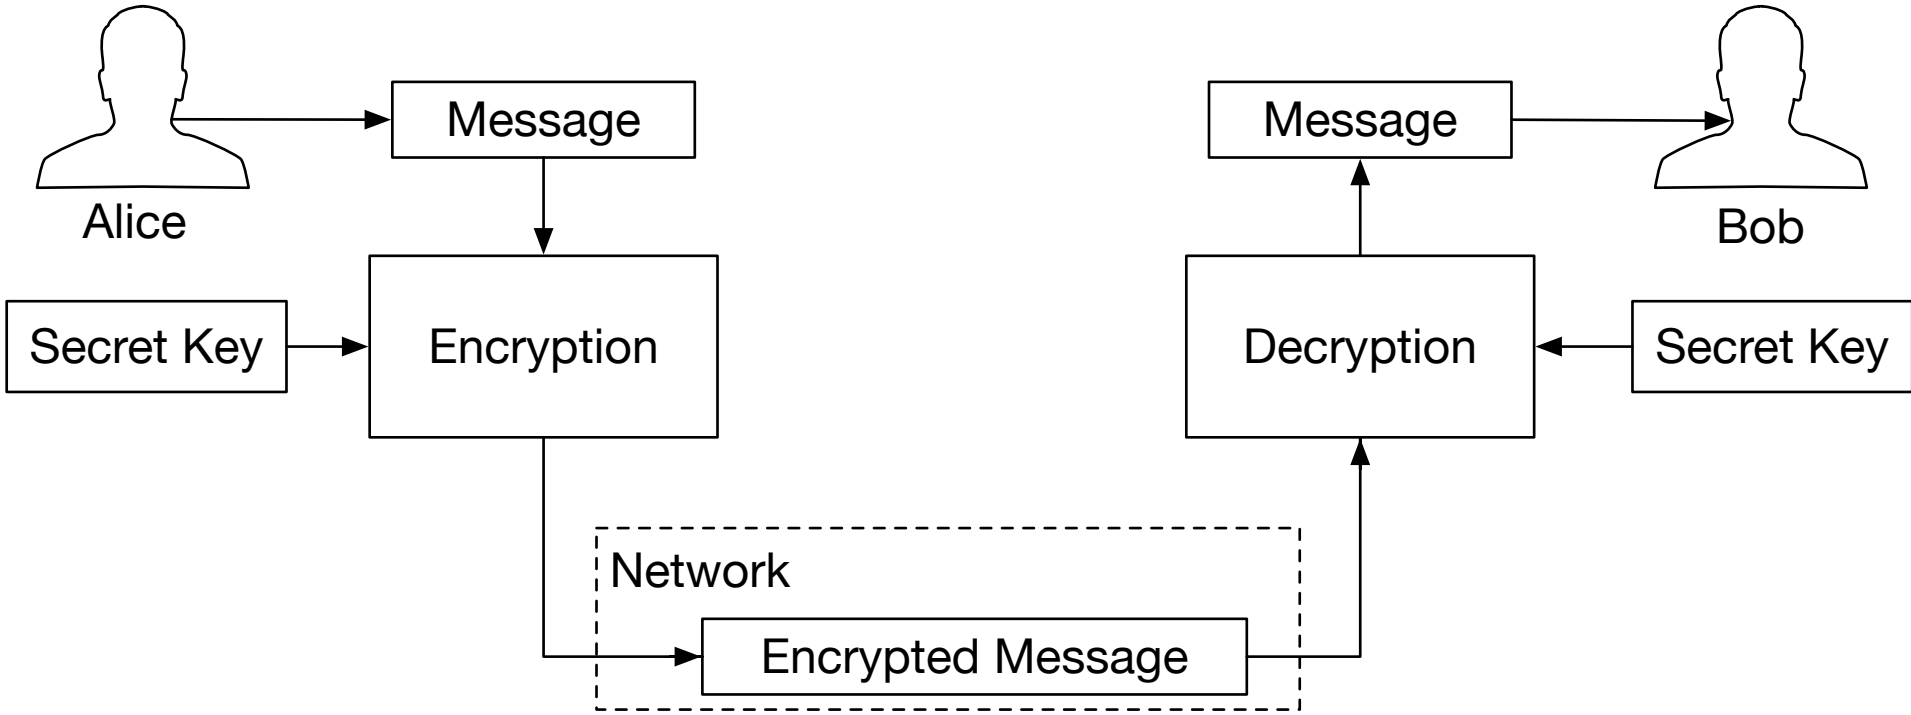 Message
Message
Alice
Bob
Secret Key
Encryption
Decryption
Secret Key
Network
Encrypted Message